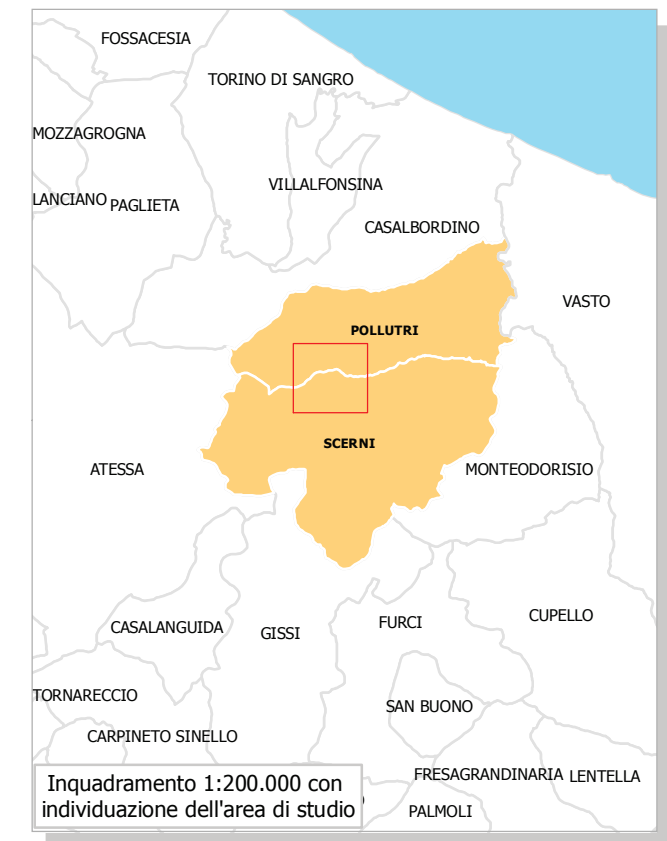 FOSSACESIA
TORINO DI SANGRO
MOZZAGROGNA
VILLALFONSINA
LANCIANO
PAGLIETA
CASALBORDINO
VASTO
POLLUTRI
SCERNI
ATESSA
MONTEODORISIO
CASALANGUIDA
GISSI
FURCI
CUPELLO
TORNARECCIO
SAN BUONO
CARPINETO SINELLO
FRESAGRANDINARIA
LENTELLA
PALMOLI
Inquadramento 1:200.000 con
individuazione dell'area di studio